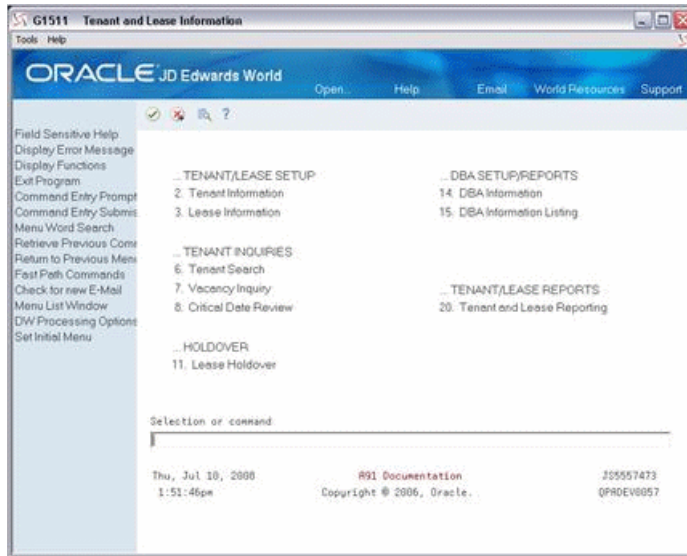 G1511 Tenant and Lease Information
Tools Help
ORACLE JD Edwards World
Open.. Help Email World Resources Support
Field Sensitive Help
Display Error Message
Display Functions
Exit Program
Command Entry Prompt
Command Entry Submis
Menu Word Search
Retrieve Previous Com
Return to Previous Men
Fast Path Commands
Check for new E-Mail
Menu List Window
DW Processing Options
Set Initial Menu
... TENANT/LEASE SETUP
2. Tenant Information
3. Lease Information
... TENANT INQUIRIES
6. Tenant Search
7. Vacancy Inquiry
8. Critical Date Review
... HOLDOVER
11. Lease Holdover
... DBA SETUP/REPORTS
14. DBA Information
15. DBA Information Listing
... TENANT/LEASE REPORTS
20. Tenant and Lease Reporting
Selection or command
Thu, Jul 10, 2008 A91 Documentation JS5557473
1:51:46pm Copyright © 2006, Oracle. QPADEV0057